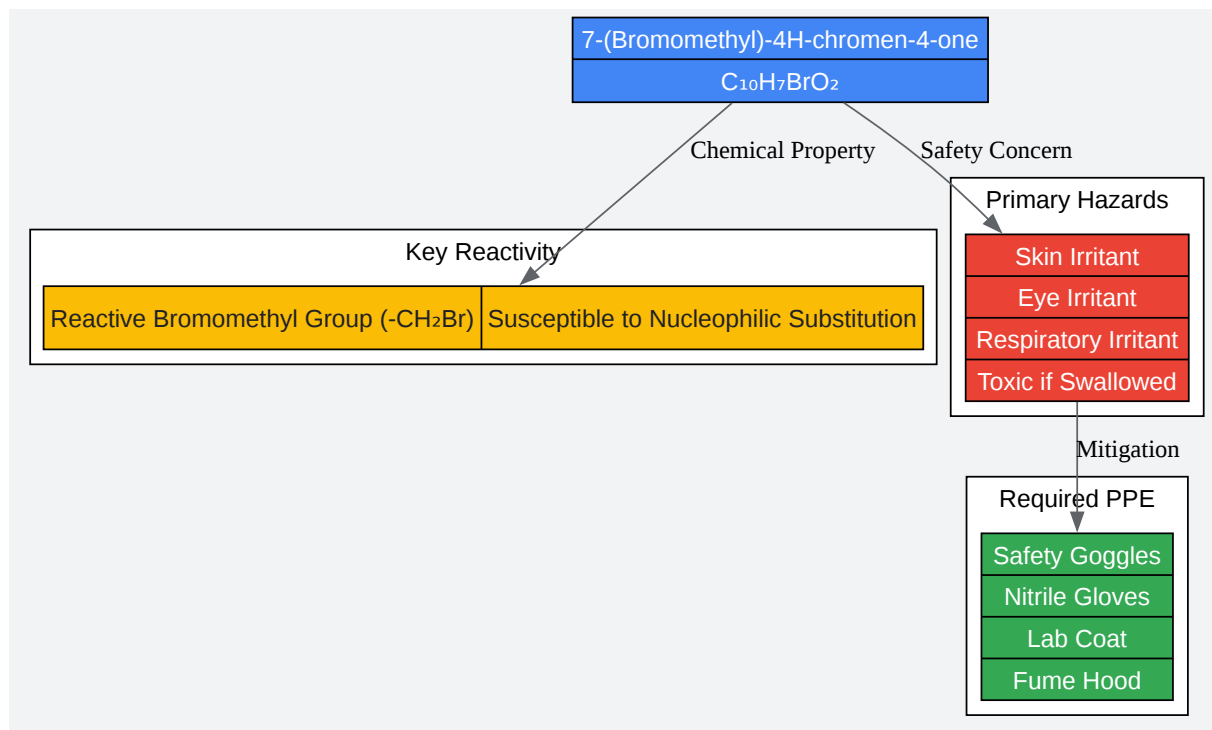 7-(Bromomethyl)-4H-chromen-4-one
C₁₀H₇BrO₂
Chemical Property
Safety Concern
Primary Hazards
Skin Irritant
Eye Irritant
Respiratory Irritant
Toxic if Swallowed
Key Reactivity
Reactive Bromomethyl Group (-CH₂Br)
Susceptible to Nucleophilic Substitution
Mitigation
Required PPE
Safety Goggles
Nitrile Gloves
Lab Coat
Fume Hood